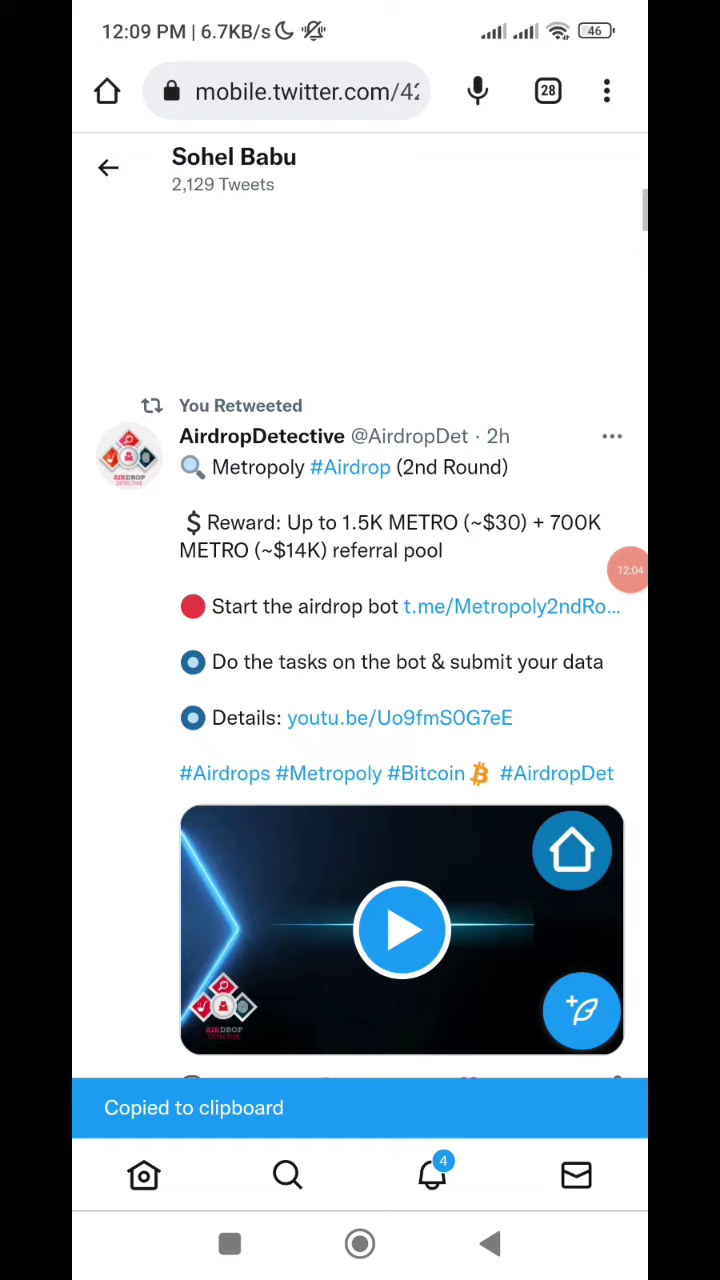 12:09 PM | 6.7KB/s
46
mobile.twitter.com/42
28
Sohel Babu
2,129 Tweets
You Retweeted
AirdropDetective @AirdropDet · 2h
Metropoly #Airdrop (2nd Round)
$ Reward: Up to 1.5K METRO (~$30) + 700K
METRO (~$14K) referral pool
12:04
Start the airdrop bot t.me/Metropoly2ndRo...
Do the tasks on the bot & submit your data
Details: youtu.be/Uo9fmS0G7eE
#Airdrops #Metropoly #Bitcoin #AirdropDet
AIRDROP
DETECTIVE
Copied to clipboard
4